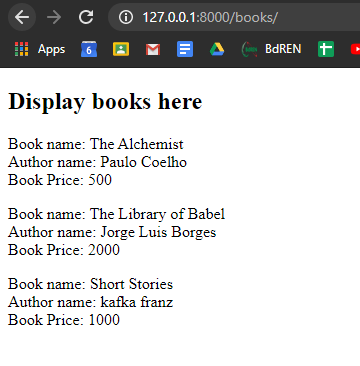 127.0.0.1:8000/books/
Apps 6 BdREN
Display books here
Book name: The Alchemist
Author name: Paulo Coelho
Book Price: 500
Book name: The Library of Babel
Author name: Jorge Luis Borges
Book Price: 2000
Book name: Short Stories
Author name: kafka franz
Book Price: 1000